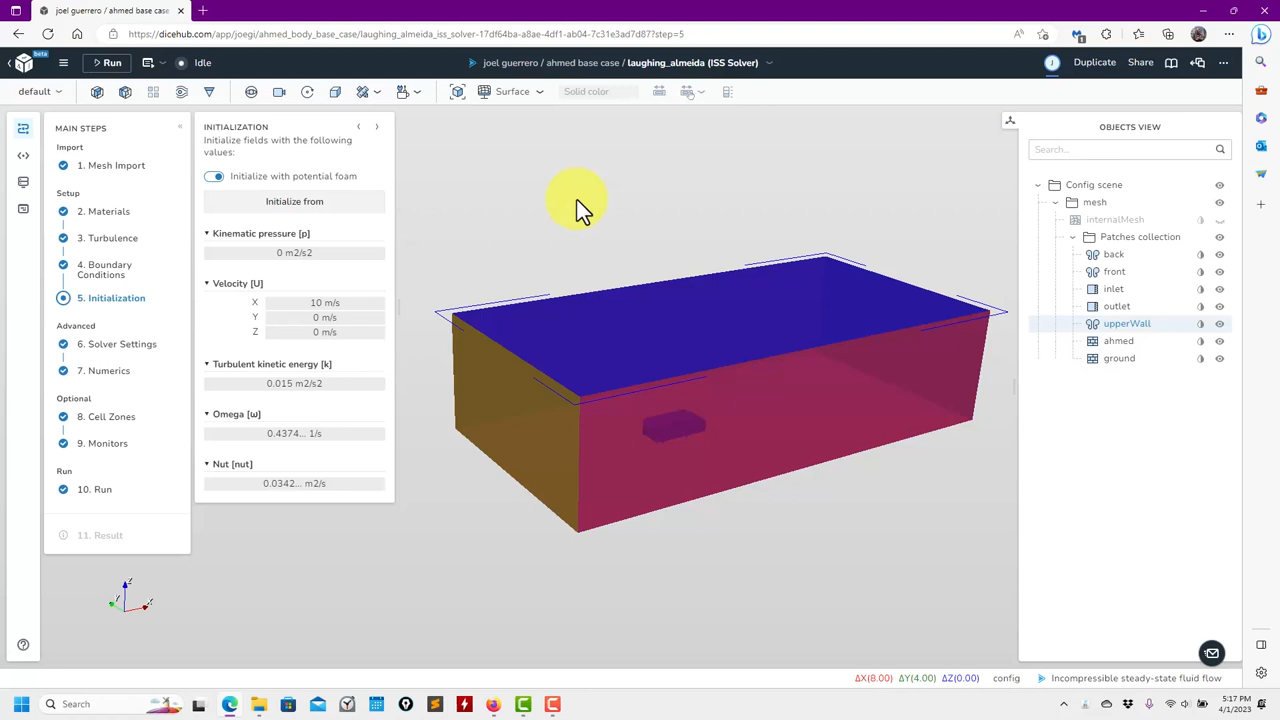 joel guerrero / ahmed base case
https://dicehub.com/app/joegi/ahmed_body_base_case/laughing_almeida_iss_solver-17df64ba-a8ae-4df1-ab04-7c31e3ad7d87?step=5
beta
Run
Idle
joel guerrero / ahmed base case / laughing_almeida (ISS Solver)
J
Duplicate
Share
default
Surface
Solid color
MAIN STEPS
Import
1. Mesh Import
Setup
2. Materials
3. Turbulence
4. Boundary
Conditions
5. Initialization
Advanced
6. Solver Settings
7. Numerics
Optional
8. Cell Zones
9. Monitors
Run
10. Run
11. Result
INITIALIZATION
Initialize fields with the following
values:
Initialize with potential foam
Initialize from
Kinematic pressure [p]
0 m2/s2
Velocity [U]
X 10 m/s
Y 0 m/s
Z 0 m/s
Turbulent kinetic energy [k]
0.015 m2/s2
Omega [ω]
0.4374... 1/s
Nut [nut]
0.0342... m2/s
OBJECTS VIEW
Search...
Config scene
mesh
internalMesh
Patches collection
back
front
inlet
outlet
upperWall
ahmed
ground
Z
Y
X
ΔX(8.00) ΔY(4.00) ΔZ(0.00) config Incompressible steady-state fluid flow
Search
5:17 PM
4/1/2023